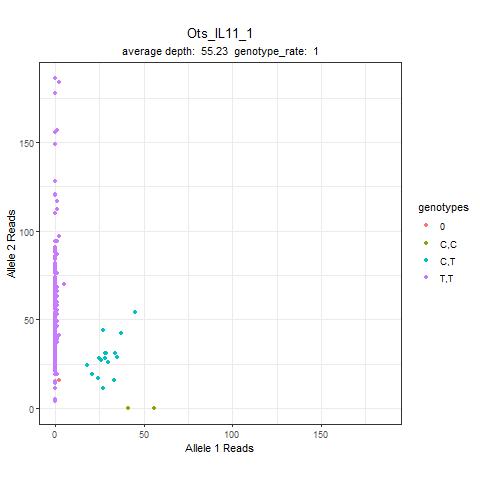 Ots_IL11_1
average depth:  55.23  genotype_rate:  1
Allele 2 Reads
150
100
50
0
0 50 100 150
Allele 1 Reads
genotypes
0
C,C
C,T
T,T